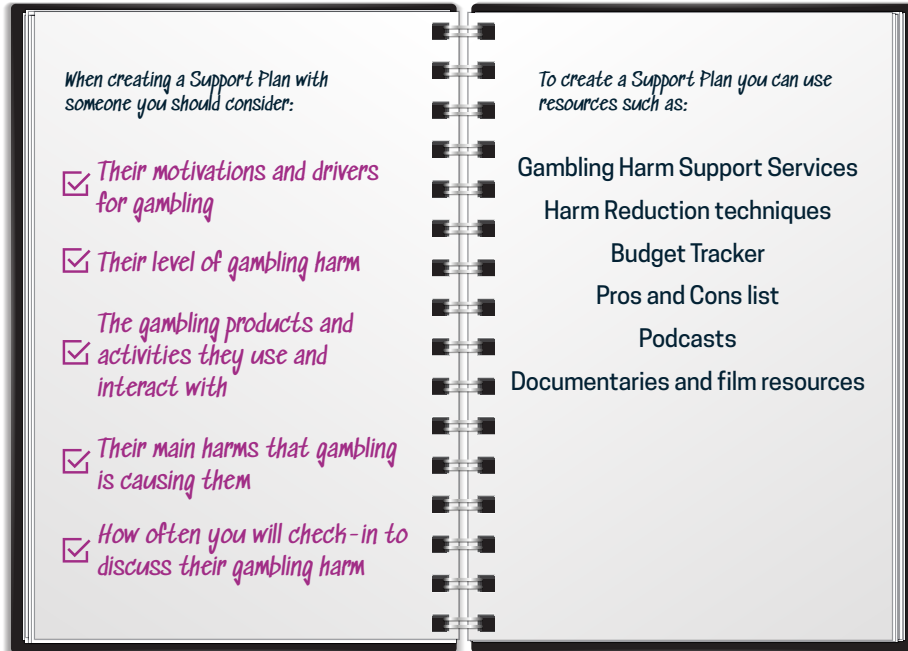 When creating a Support Plan with
someone you should consider:
Their motivations and drivers
for gambling
Their level of gambling harm
The gambling products and
activities they use and
interact with
Their main harms that gambling
is causing them
How often you will check-in to
discuss their gambling harm
To create a Support Plan you can use
resources such as:
Gambling Harm Support Services
Harm Reduction techniques
Budget Tracker
Pros and Cons list
Podcasts
Documentaries and film resources